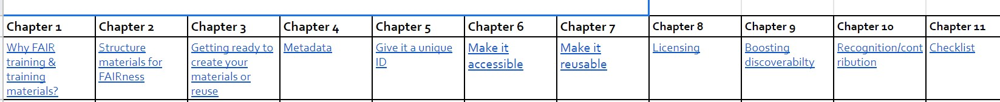 Chapter 1 Chapter 2 Chapter 3 Chapter 4 Chapter 5 Chapter 6 Chapter 7 Chapter 8 Chapter 9 Chapter 10 Chapter 11
Why FAIR
training &
training
materials?
Structure
materials for
FAIRness
Getting ready to
create your
materials or
reuse
Metadata
Give it a unique
ID
Make it
accessible
Make it
reusable
Licensing
Boosting
discoverabilty
Recognition/cont
ribution
Checklist